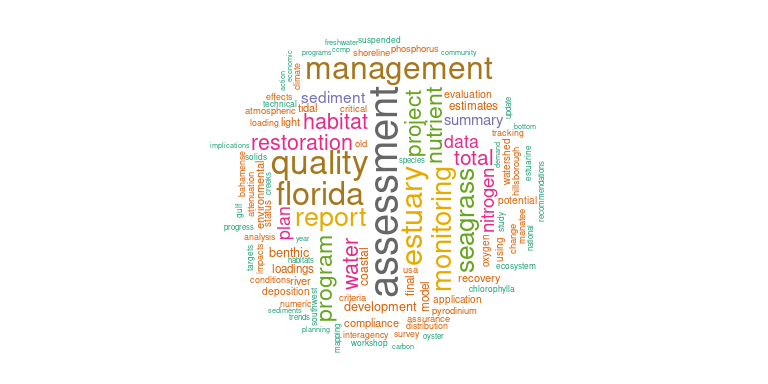 suspended
freshwater
programs ccmp shoreline phosphorus community
economic
action
climate
management
effects
technical
sediment
evaluation
estimates
update
atmospheric tidal critical
loading light habitat
project
nutrient
summary
bottom
tracking
implications
restoration old
data
demand
watershed
estuarine
solids
quality
assessment
species
total
hillsborough
bahamense
attenuation
environmental
creeks
florida
estuary
monitoring
seagrass
nitrogen
potential
recommendations
gulf
status
plan
report
manatee
study
change
national
progress
analysis year
water
oxygen
using
targets
impacts
benthic habitats
coastal
loadings
usa
ecosystem
conditions river
final
recovery
deposition
program
model
chlorophylla
numeric
southwest
criteria
development
application
sediments
pyrodinium
trends
compliance
assurance
distribution
planning
mapping
interagency survey oyster
workshop
carbon